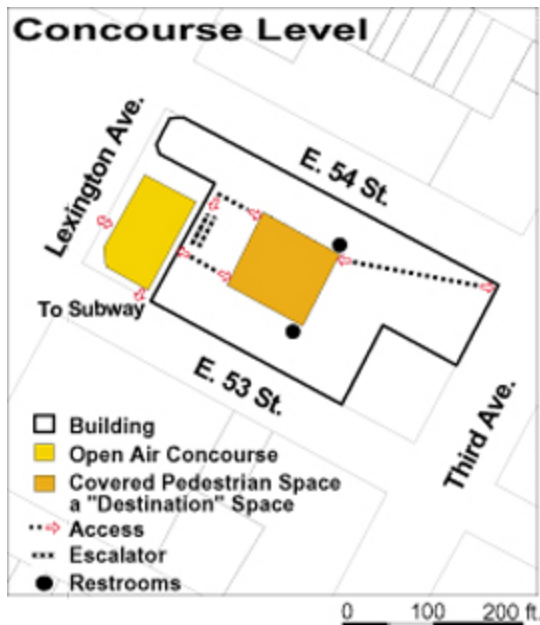 Concourse Level
Lexington Ave.
E. 54 St.
To Subway
E. 53 St.
Third Ave.
Building
Open Air Concourse
Covered Pedestrian Space
a "Destination" Space
Access
Escalator
Restrooms
0 100 200 ft.